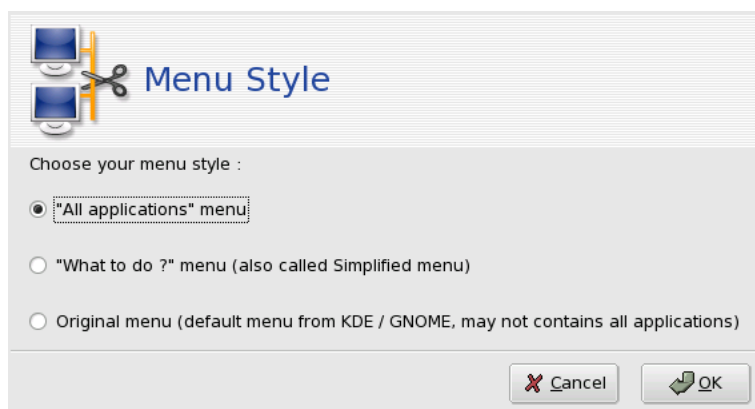 Menu Style
Choose your menu style :
"All applications" menu
"What to do ?" menu (also called Simplified menu)
Original menu (default menu from KDE / GNOME, may not contains all applications)
Cancel
OK